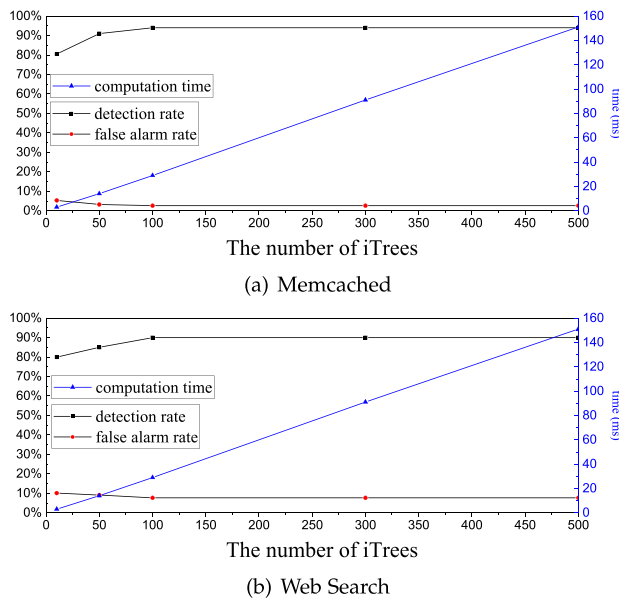 100%
90%
80%
70%
60%
50%
40%
30%
20%
10%
0%
computation time
detection rate
false alarm rate
160
140
120
100
80
60
40
20
0
time (ms)
0 50 100 150 200 250 300 350 400 450 500
The number of iTrees
(a) Memcached
100%
90%
80%
70%
60%
50%
40%
30%
20%
10%
0%
computation time
detection rate
false alarm rate
160
140
120
100
80
60
40
20
0
time (ms)
0 50 100 150 200 250 300 350 400 450 500
The number of iTrees
(b) Web Search